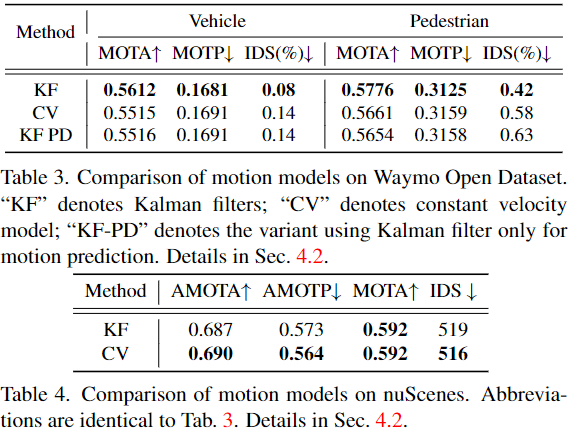 Method | Vehicle | Pedestrian
MOTA↑ MOTP↓ IDS(%)↓ | MOTA↑ MOTP↓ IDS(%)↓
KF | 0.5612 0.1681 0.08 | 0.5776 0.3125 0.42
CV | 0.5515 0.1691 0.14 | 0.5661 0.3159 0.58
KF PD | 0.5516 0.1691 0.14 | 0.5654 0.3158 0.63
Table 3. Comparison of motion models on Waymo Open Dataset.
“KF” denotes Kalman filters; “CV” denotes constant velocity
model; “KF-PD” denotes the variant using Kalman filter only for
motion prediction. Details in Sec. 4.2.
Method | AMOTA↑ AMOTP↓ MOTA↑ IDS ↓
KF | 0.687 0.573 0.592 519
CV | 0.690 0.564 0.592 516
Table 4. Comparison of motion models on nuScenes. Abbrevia-
tions are identical to Tab. 3. Details in Sec. 4.2.